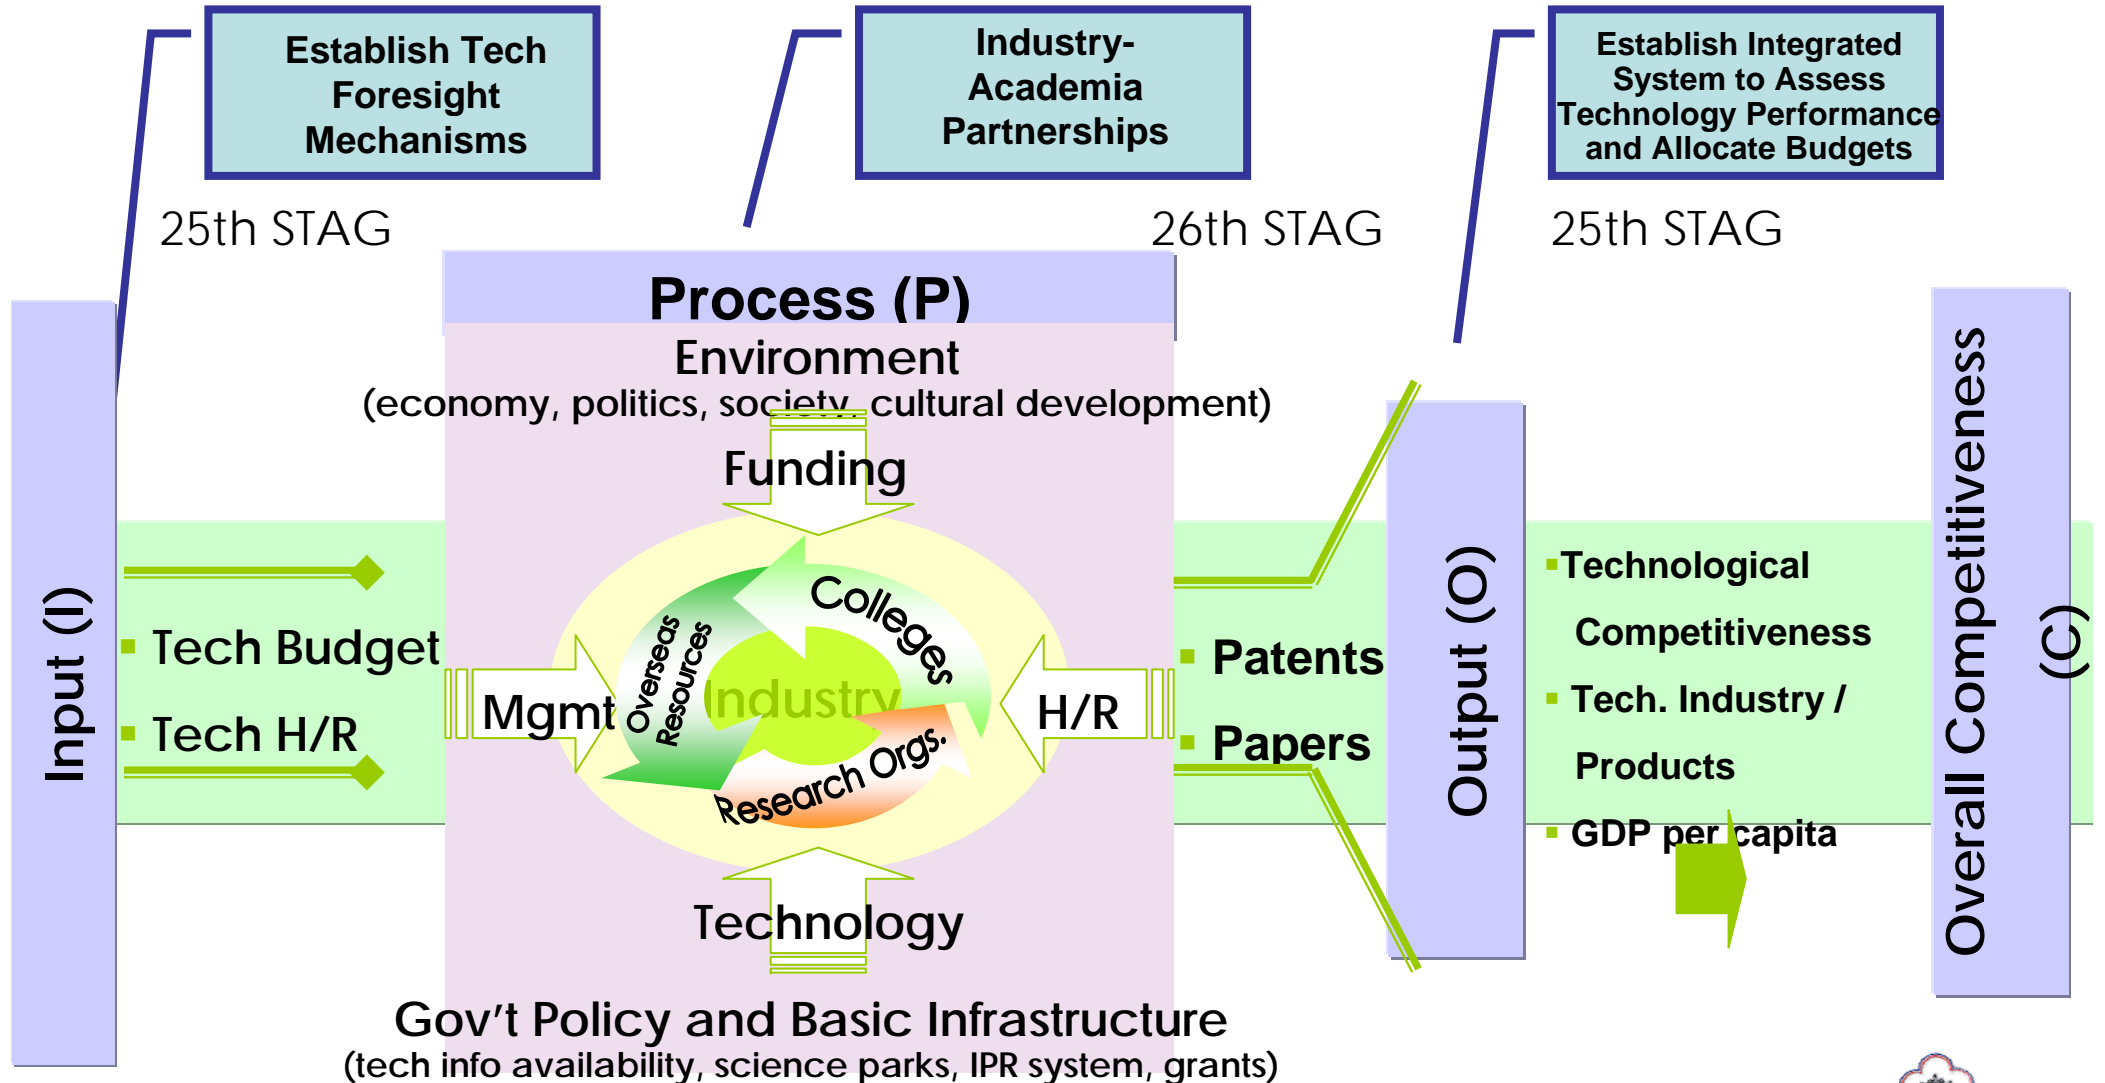 Establish Tech
Foresight
Mechanisms
Industry-
Academia
Partnerships
Establish Integrated
System to Assess
Technology Performance
and Allocate Budgets
25th STAG
26th STAG
25th STAG
Process (P)
Environment
(economy, politics, society, cultural development)
Funding
Input (I)
Tech Budget
Tech H/R
Mgmt
Overseas
Resources
Colleges
Industry
Research Orgs.
H/R
Technology
Gov't Policy and Basic Infrastructure
(tech info availability, science parks, IPR system, grants)
Patents
Papers
Output (O)
Technological
Competitiveness
Tech. Industry /
Products
GDP per capita
Overall Competitiveness
(C)